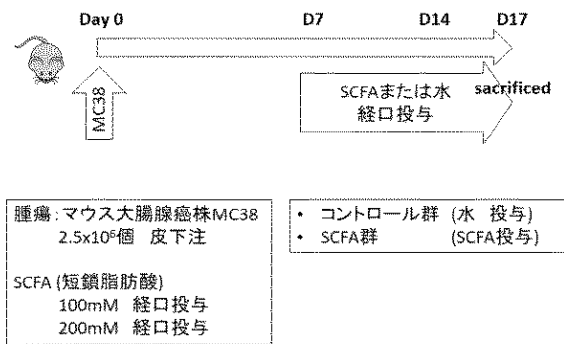 Day 0 D7 D14 D17
MC38
SCFAまたは水
経口投与
sacrificed
腫瘍:マウス大腸腺癌株MC38
2.5x10⁶個 皮下注
SCFA (短鎖脂肪酸)
100mM 経口投与
200mM 経口投与
• コントロール群 (水 投与)
• SCFA群 (SCFA投与)